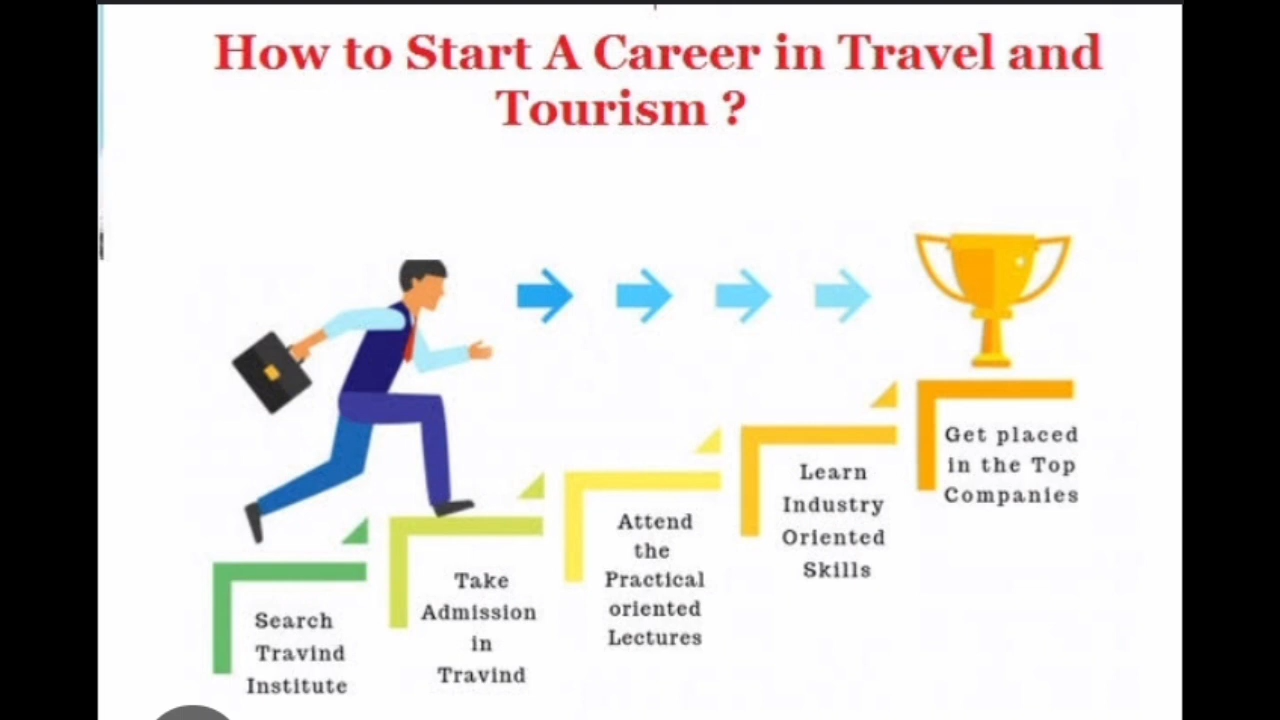 How to Start A Career in Travel and
Tourism ?
Search
Travind
Institute
Take
Admission
in
Travind
Attend
the
Practical
oriented
Lectures
Learn
Industry
Oriented
Skills
Get placed
in the Top
Companies